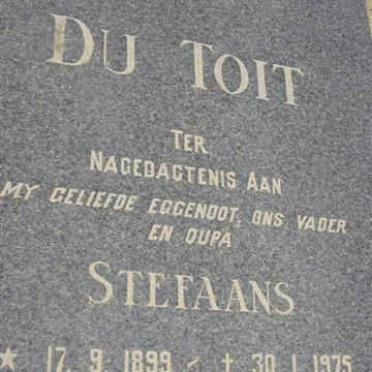 DU TOIT
TER
NAGEDAGTENIS AAN
MY GELIEFDE EGGENOOT, ONS VADER
EN OUPA
STEFAANS
★ 17. 9. 1899 – † 30. 1. 1975